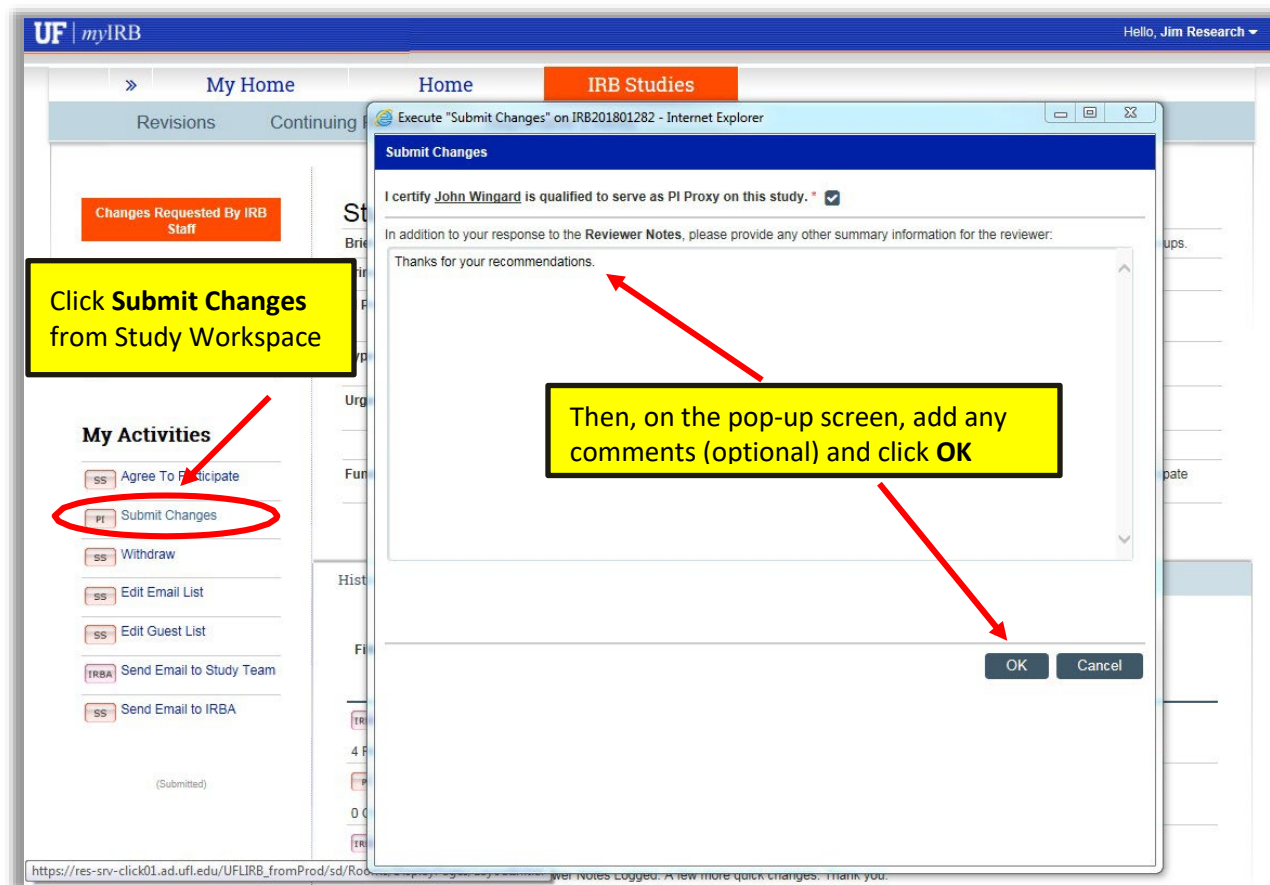 UF | myIRB
Hello, Jim Research
» My Home Home IRB Studies
Revisions
Execute "Submit Changes" on IRB201801282 - Internet Explorer
Submit Changes
I certify John Wingard is qualified to serve as PI Proxy on this study. *
In addition to your response to the Reviewer Notes, please provide any other summary information for the reviewer:
Thanks for your recommendations.
Changes Requested By IRB
Staff
ups.
Click Submit Changes
from Study Workspace
Then, on the pop-up screen, add any
comments (optional) and click OK
My Activities
SS Agree To Participate
PI Submit Changes
SS Withdraw
SS Edit Email List
SS Edit Guest List
IRBA Send Email to Study Team
SS Send Email to IRBA
(Submitted)
pate
OK Cancel
Notes Logged. A few more quick changes. Thank you.
https://res-srv-click01.ad.ufl.edu/UFLIRB_fromProd/sd/